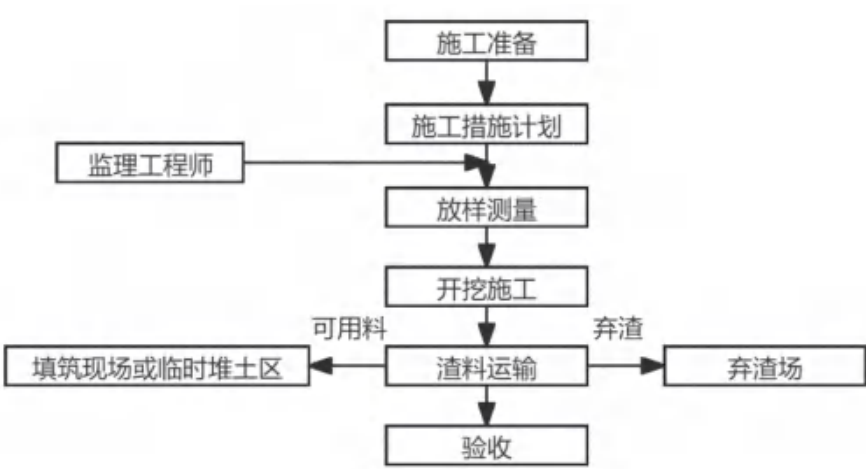 施工准备
施工措施计划
监理工程师
放样测量
开挖施工
可用料
弃渣
填筑现场或临时堆土区
渣料运输
弃渣场
验收